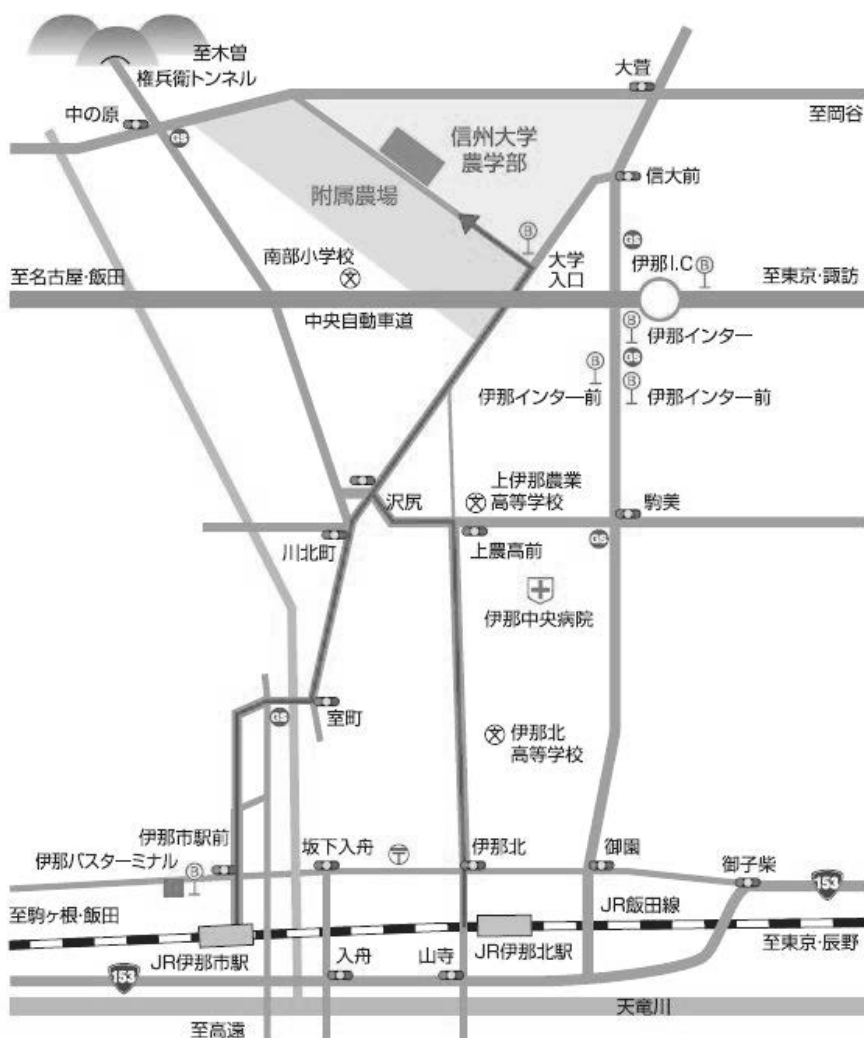 至木曽
権兵衛トンネル
大萱
至岡谷
中の原
GS
信州大学
農学部
信大前
附属農場
B
GS
南部小学校
文
大学
入口
伊那I.C
B
至名古屋・飯田
至東京・諏訪
中央自動車道
B
伊那インター
B
GS
伊那インター前
B
伊那インター前
沢尻
上伊那農業
高等学校
文
駒美
川北町
上農高前
GS
伊那中央病院
室町
GS
文
伊那北
高等学校
伊那市駅前
伊那バスターミナル
B
坂下入舟
〒
伊那北
御園
御子柴
153
至駒ヶ根・飯田
JR飯田線
JR伊那市駅
JR伊那北駅
至東京・辰野
入舟
山寺
153
天竜川
至高遠